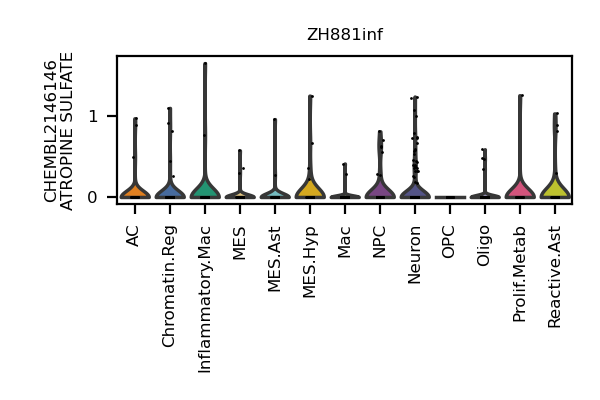 ZH881inf
CHEMBL2146146
ATROPINE SULFATE
1
0
AC
Chromatin.Reg
Inflammatory.Mac
MES
MES.Ast
MES.Hyp
Mac
NPC
Neuron
OPC
Oligo
Prolif.Metab
Reactive.Ast